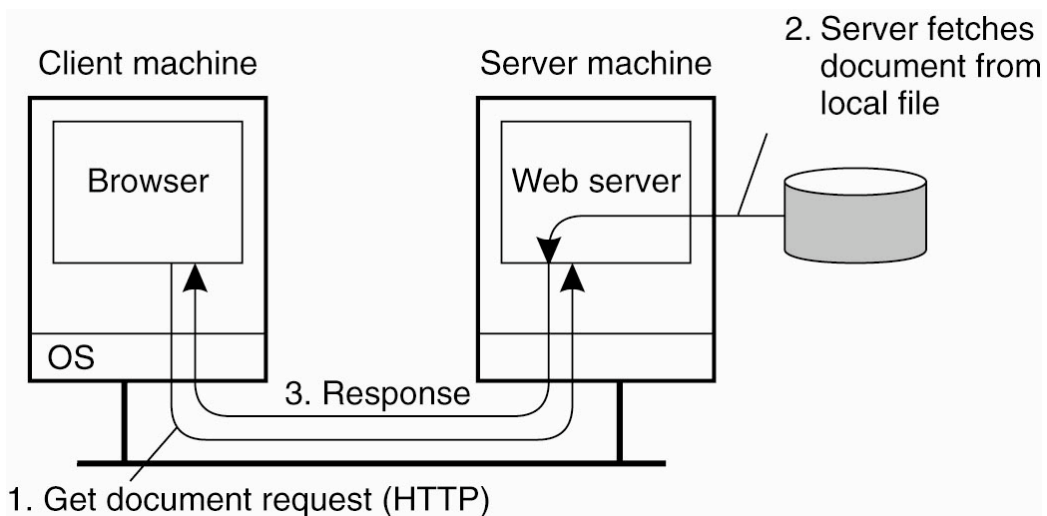 Client machine
Server machine
2. Server fetches
document from
local file
Browser
Web server
OS
3. Response
1. Get document request (HTTP)